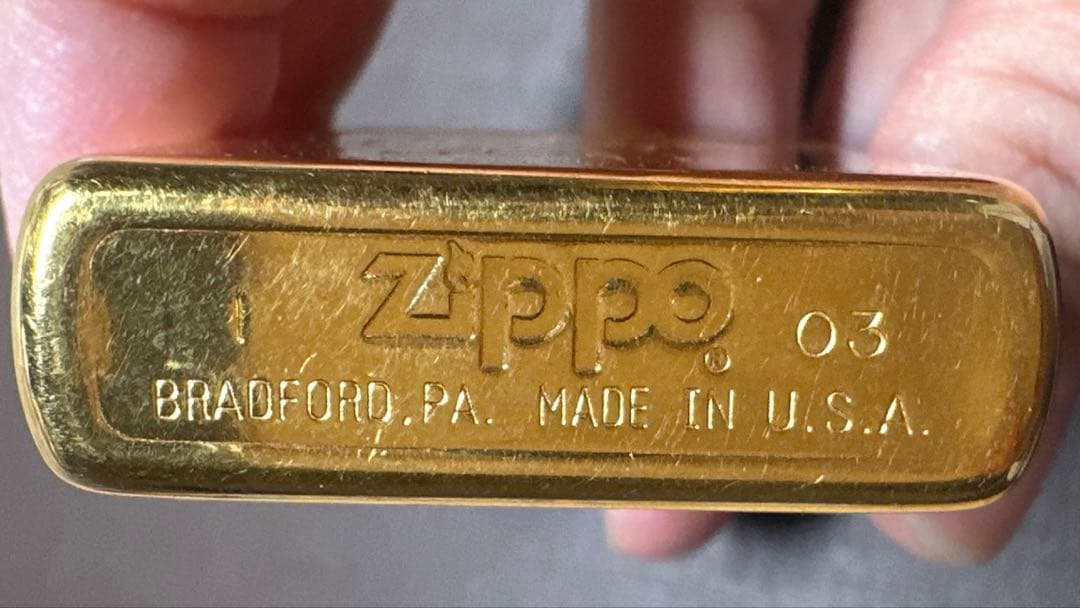 I Zippo® 03
BRADFORD,PA. MADE IN U.S.A.